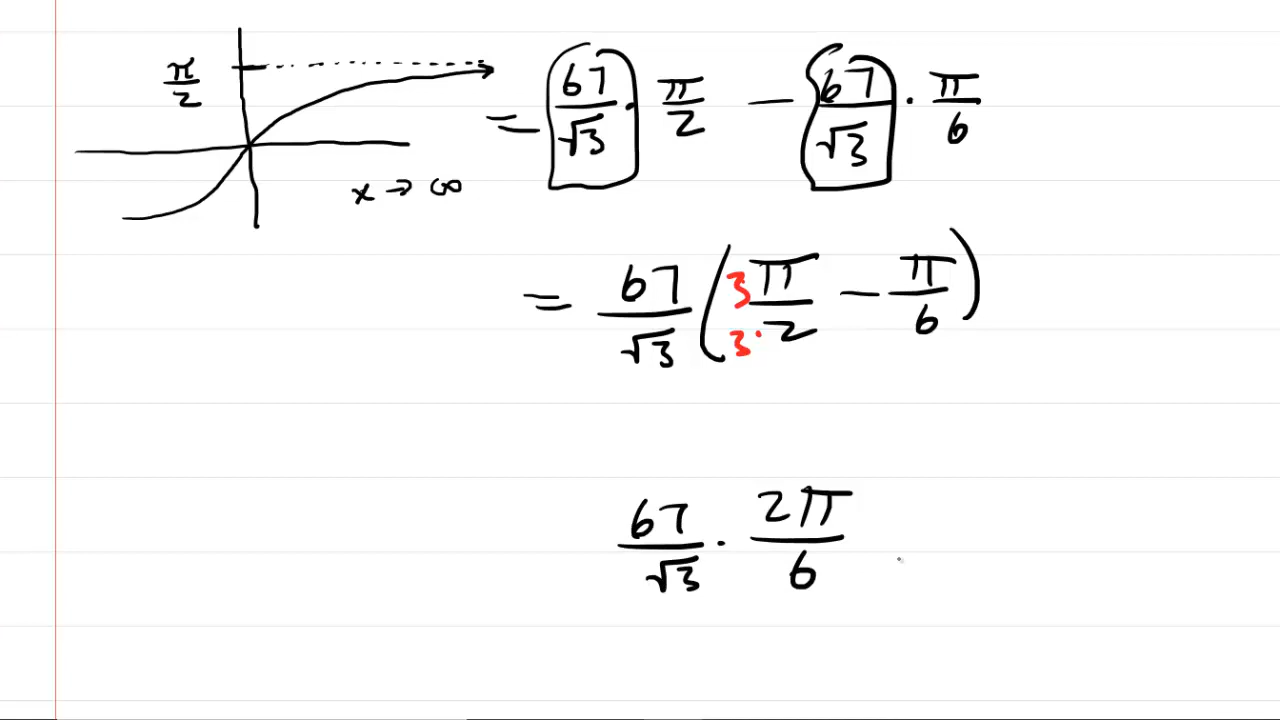 π/2
x → ∞
= 67/√3 · π/2 − 67/√3 · π/6
= 67/√3 (3π/3·2 − π/6)
67/√3 · 2π/6